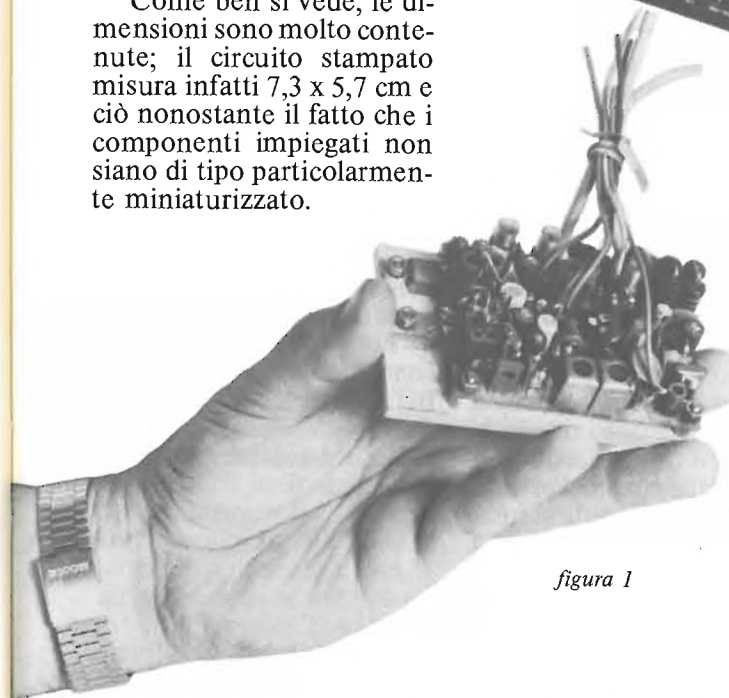 Come ben si vede, le di-
mensioni sono molto conte-
nute; il circuito stampato
misura infatti 7,3 x 5,7 cm e
ciò nonostante il fatto che i
componenti impiegati non
siano di tipo particolarmen-
te miniaturizzato.
figura 1